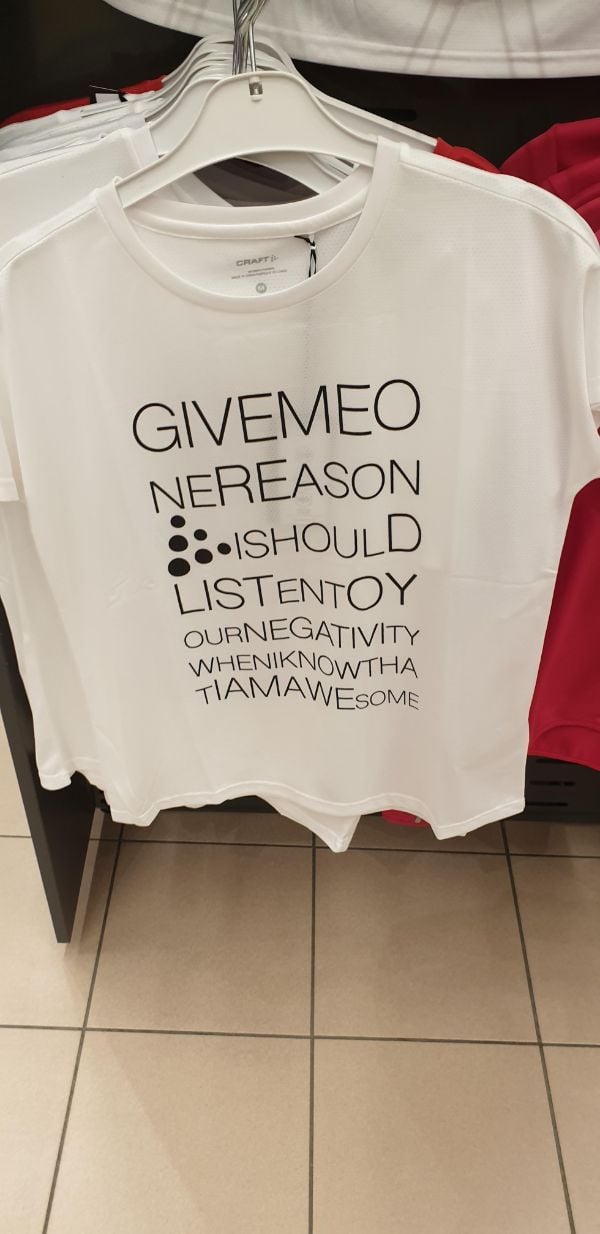 CRAFT
M
GIVEMEO
NEREASON
ISHOULD
LISTENTOY
OURNEGATIVITY
WHENIKNOWTHA
TIAMAWESOME